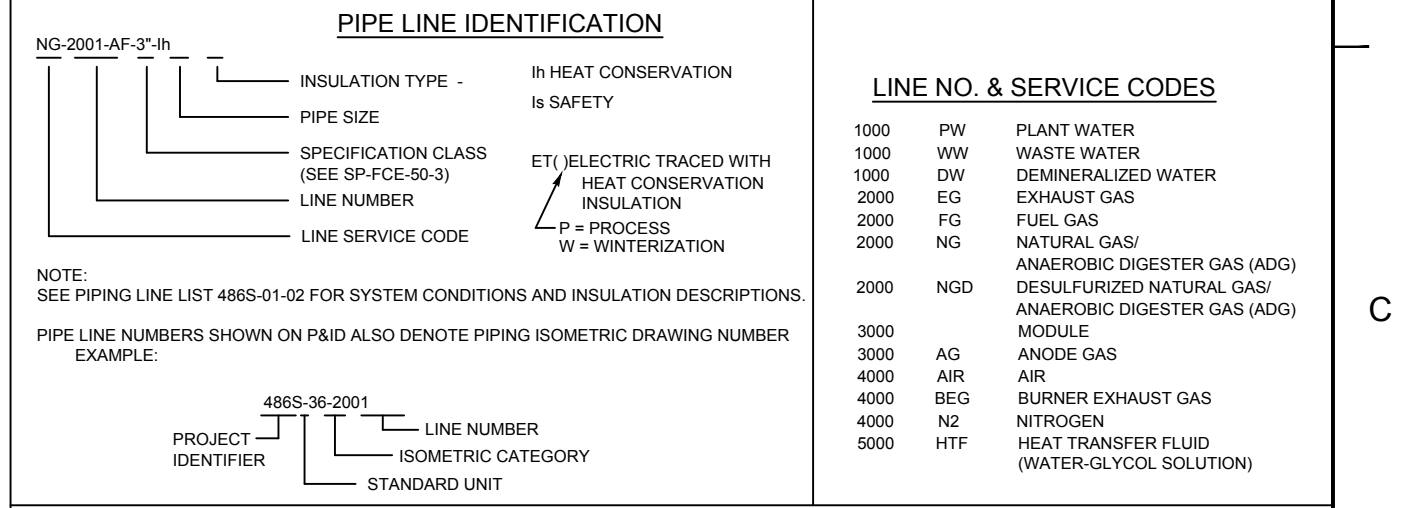 PIPE LINE IDENTIFICATION
NG-2001-AF-3"-Ih
INSULATION TYPE -
Ih HEAT CONSERVATION
Is SAFETY
PIPE SIZE
SPECIFICATION CLASS
(SEE SP-FCE-50-3)
ET( )ELECTRIC TRACED WITH
HEAT CONSERVATION
INSULATION
P = PROCESS
W = WINTERIZATION
LINE NUMBER
LINE SERVICE CODE
NOTE:
SEE PIPING LINE LIST 486S-01-02 FOR SYSTEM CONDITIONS AND INSULATION DESCRIPTIONS.
PIPE LINE NUMBERS SHOWN ON P&ID ALSO DENOTE PIPING ISOMETRIC DRAWING NUMBER
EXAMPLE:
486S-36-2001
PROJECT
IDENTIFIER
LINE NUMBER
ISOMETRIC CATEGORY
STANDARD UNIT
LINE NO. & SERVICE CODES
1000 PW PLANT WATER
1000 WW WASTE WATER
1000 DW DEMINERALIZED WATER
2000 EG EXHAUST GAS
2000 FG FUEL GAS
2000 NG NATURAL GAS/
ANAEROBIC DIGESTER GAS (ADG)
2000 NGD DESULFURIZED NATURAL GAS/
ANAEROBIC DIGESTER GAS (ADG)
3000 MODULE
3000 AG ANODE GAS
4000 AIR AIR
4000 BEG BURNER EXHAUST GAS
4000 N2 NITROGEN
5000 HTF HEAT TRANSFER FLUID
(WATER-GLYCOL SOLUTION)
C